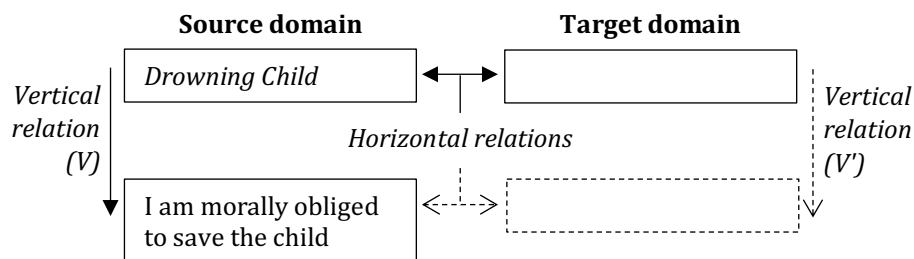 Source domain
Target domain
Drowning Child
Vertical
relation
(V)
Horizontal relations
Vertical
relation
(V')
I am morally obliged
to save the child